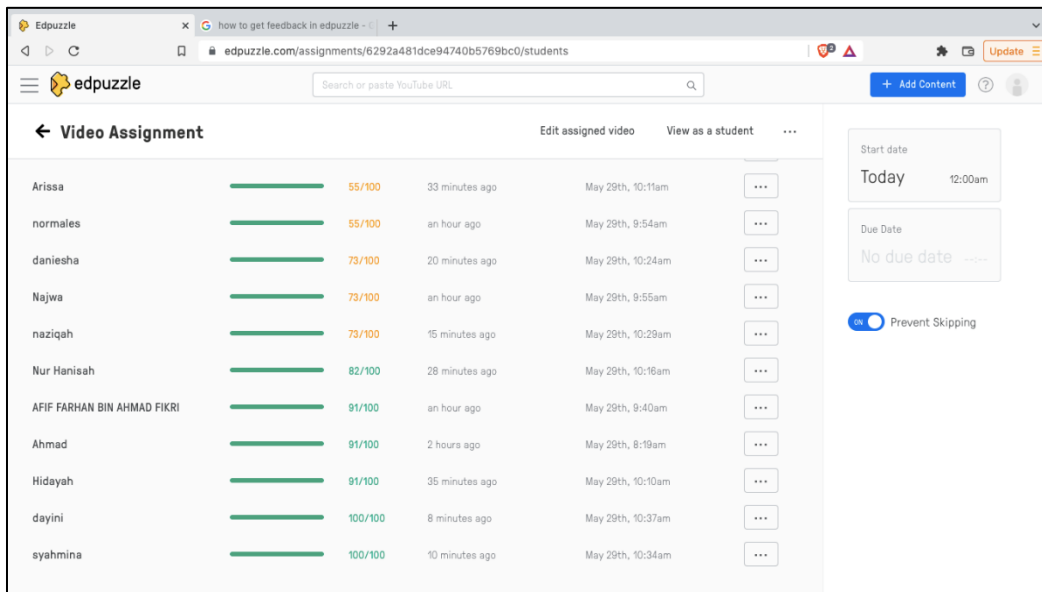 Edpuzzle × G how to get feedback in edpuzzle - +
edpuzzle.com/assignments/6292a481dce94740b5769bc0/students Update
edpuzzle Search or paste YouTube URL + Add Content ?
Video Assignment Edit assigned video View as a student ...
Start date
Today 12:00am
Due Date
No due date --:--
ON Prevent Skipping
Arissa 55/100 33 minutes ago May 29th, 10:11am ...
normales 55/100 an hour ago May 29th, 9:54am ...
daniesha 73/100 20 minutes ago May 29th, 10:24am ...
Najwa 73/100 an hour ago May 29th, 9:55am ...
naziqah 73/100 15 minutes ago May 29th, 10:29am ...
Nur Hanisah 82/100 28 minutes ago May 29th, 10:16am ...
AFIF FARHAN BIN AHMAD FIKRI 91/100 an hour ago May 29th, 9:40am ...
Ahmad 91/100 2 hours ago May 29th, 8:19am ...
Hidayah 91/100 35 minutes ago May 29th, 10:10am ...
dayini 100/100 8 minutes ago May 29th, 10:37am ...
syahmina 100/100 10 minutes ago May 29th, 10:34am ...